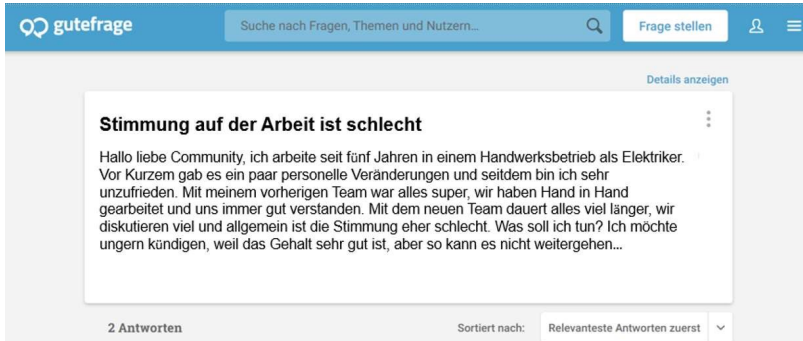 gutefrage
Suche nach Fragen, Themen und Nutzern...
Frage stellen
Details anzeigen
Stimmung auf der Arbeit ist schlecht
Hallo liebe Community, ich arbeite seit fünf Jahren in einem Handwerksbetrieb als Elektriker.
Vor Kurzem gab es ein paar personelle Veränderungen und seitdem bin ich sehr
unzufrieden. Mit meinem vorherigen Team war alles super, wir haben Hand in Hand
gearbeitet und uns immer gut verstanden. Mit dem neuen Team dauert alles viel länger, wir
diskutieren viel und allgemein ist die Stimmung eher schlecht. Was soll ich tun? Ich möchte
ungern kündigen, weil das Gehalt sehr gut ist, aber so kann es nicht weitergehen...
2 Antworten
Sortiert nach:
Relevanteste Antworten zuerst